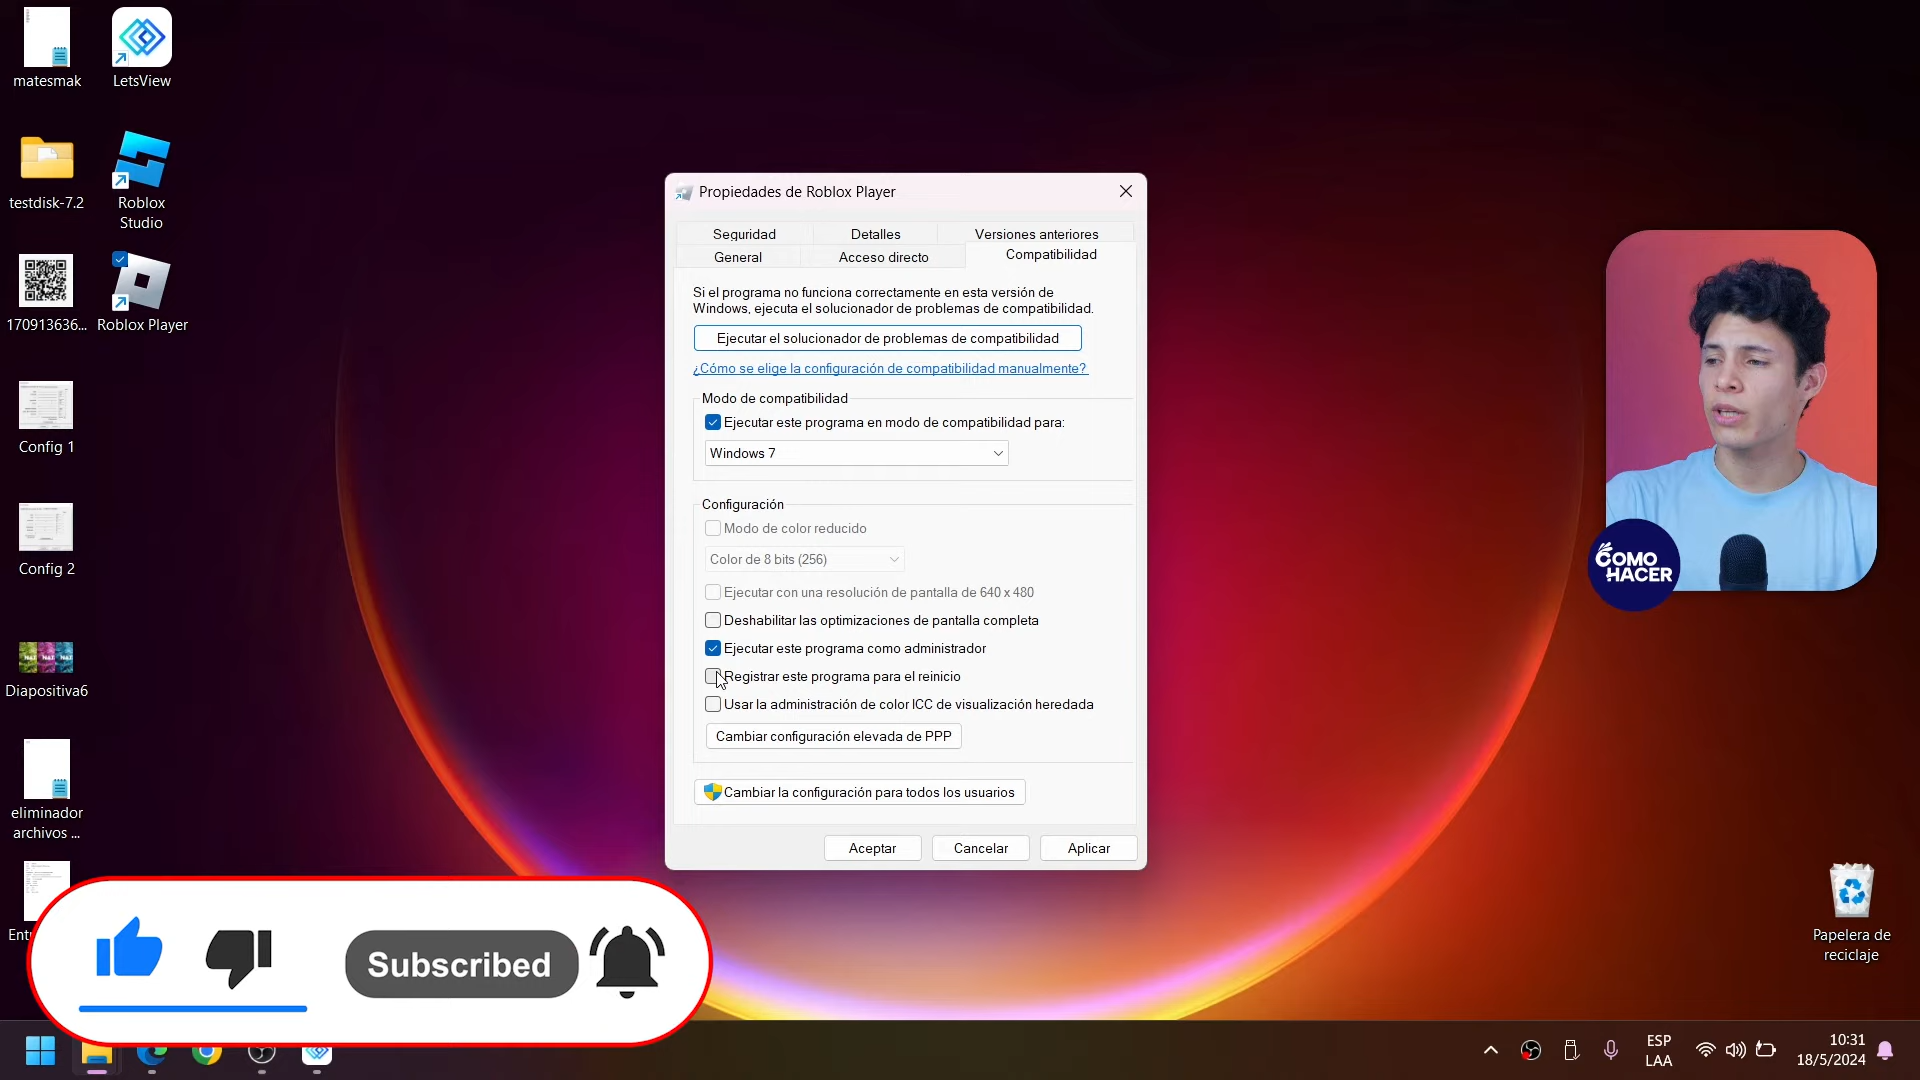 matesmak
LetsView
testdisk-7.2
Roblox
Studio
170913636...
Roblox Player
Config 1
Config 2
Diapositiva6
eliminador
archivos ...
Propiedades de Roblox Player
Seguridad
Detalles
Versiones anteriores
General
Acceso directo
Compatibilidad
Si el programa no funciona correctamente en esta versión de
Windows, ejecuta el solucionador de problemas de compatibilidad.
Ejecutar el solucionador de problemas de compatibilidad
¿Cómo se elige la configuración de compatibilidad manualmente?
Modo de compatibilidad
Ejecutar este programa en modo de compatibilidad para:
Windows 7
Configuración
Modo de color reducido
Color de 8 bits (256)
Ejecutar con una resolución de pantalla de 640 x 480
Deshabilitar las optimizaciones de pantalla completa
Ejecutar este programa como administrador
Registrar este programa para el reinicio
Usar la administración de color ICC de visualización heredada
Cambiar configuración elevada de PPP
Cambiar la configuración para todos los usuarios
Aceptar
Cancelar
Aplicar
COMO
HACER
Papelera de
reciclaje
Subscribed
ESP
LAA
10:31
18/5/2024